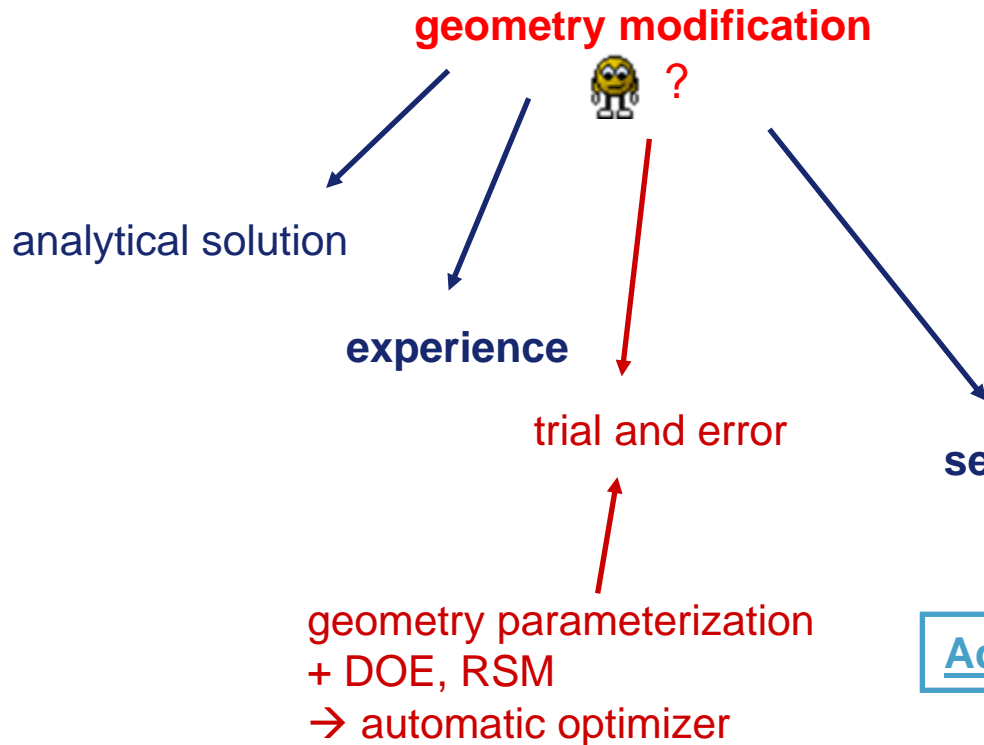 geometry modification
?
analytical solution
experience
trial and error
geometry parameterization
+ DOE, RSM
→ automatic optimizer